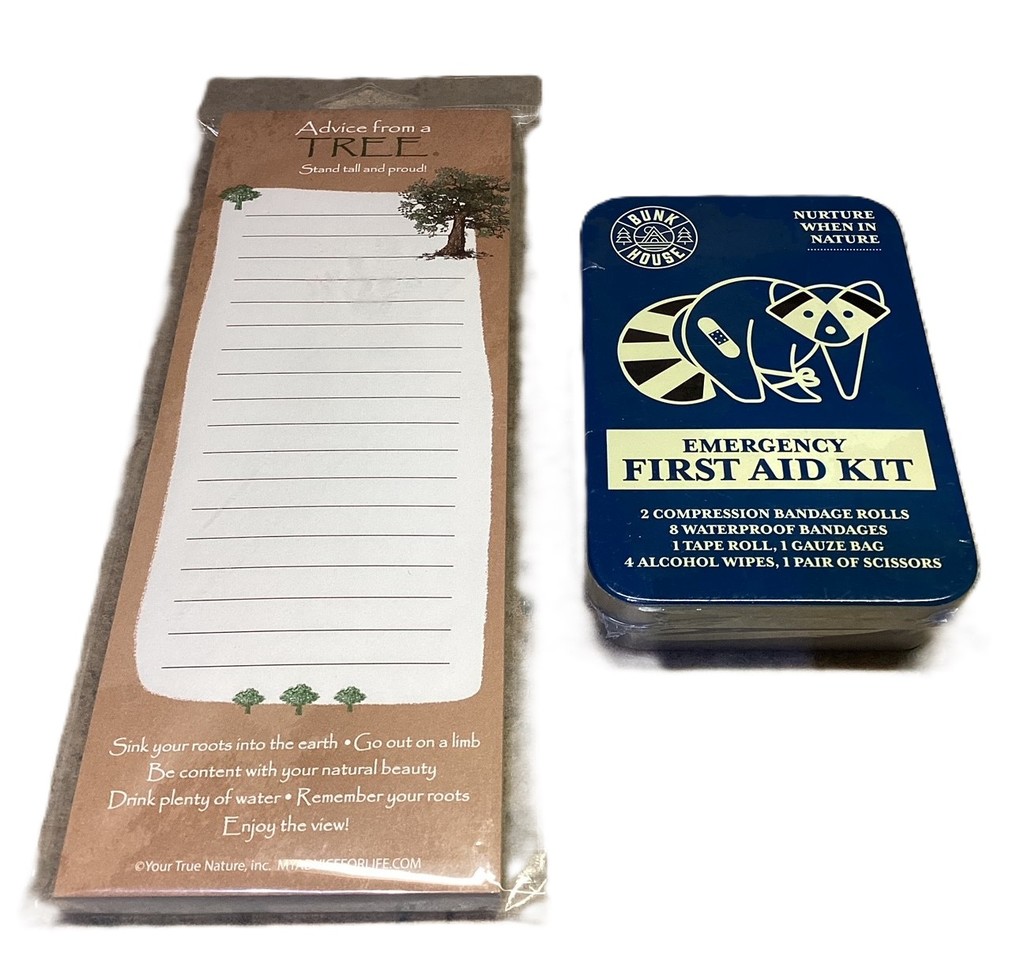 Advice from a
TREE®
Stand tall and proud!
Sink your roots into the earth • Go out on a limb
Be content with your natural beauty
Drink plenty of water • Remember your roots
Enjoy the view!
©Your True Nature, inc. MYADVICEFORLIFE.COM
BUNK
HOUSE
NURTURE
WHEN IN
NATURE
EMERGENCY
FIRST AID KIT
2 COMPRESSION BANDAGE ROLLS
8 WATERPROOF BANDAGES
1 TAPE ROLL, 1 GAUZE BAG
4 ALCOHOL WIPES, 1 PAIR OF SCISSORS